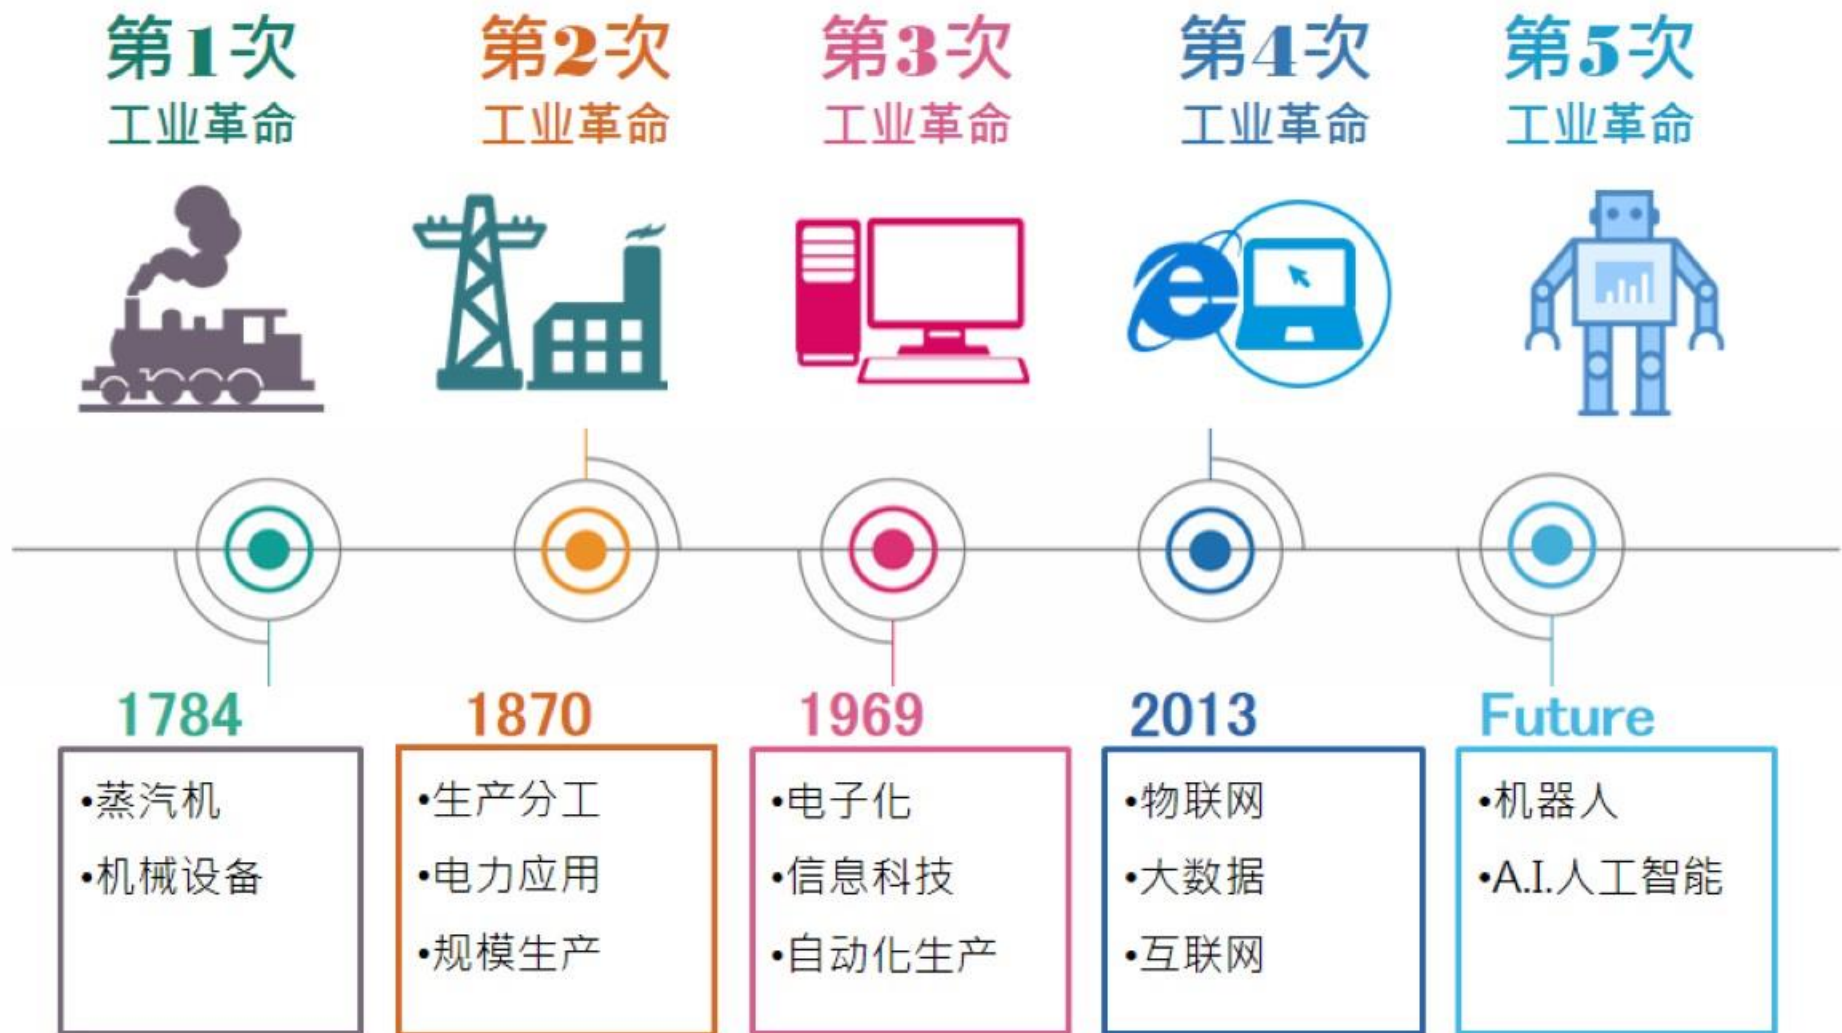 第1次
工业革命
第2次
工业革命
第3次
工业革命
第4次
工业革命
第5次
工业革命
1784
•蒸汽机
•机械设备
1870
•生产分工
•电力应用
•规模生产
1969
•电子化
•信息科技
•自动化生产
2013
•物联网
•大数据
•互联网
Future
•机器人
•A.I.人工智能